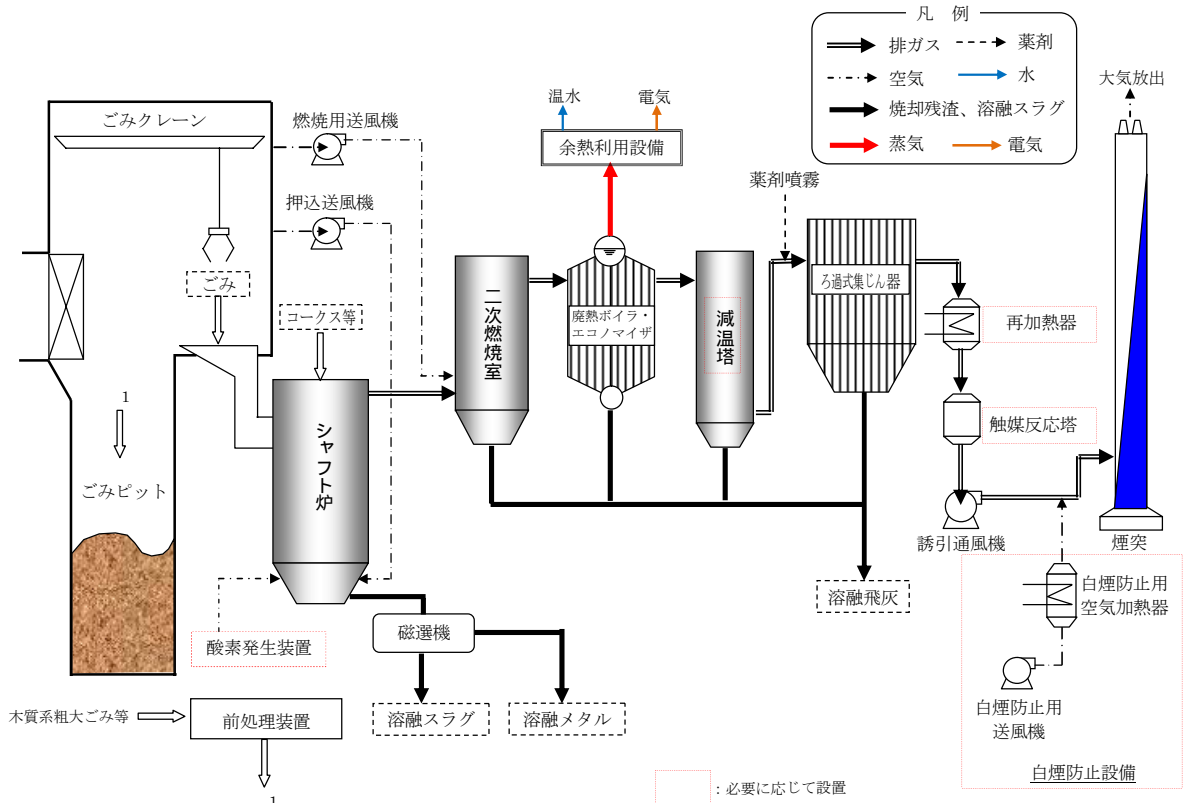 凡 例
排ガス
薬剤
空気
水
焼却残渣、溶融スラグ
蒸気
電気
大気放出
ごみクレーン
燃焼用送風機
押込送風機
温水
電気
余熱利用設備
薬剤噴霧
ごみ
コークス等
二次燃焼室
廃熱ボイラ・
エコノマイザ
減温塔
ろ過式集じん器
再加熱器
触媒反応塔
シャフト炉
1
ごみピット
誘引通風機
煙突
白煙防止用
空気加熱器
溶融飛灰
酸素発生装置
磁選機
白煙防止用
送風機
白煙防止設備
木質系粗大ごみ等
前処理装置
溶融スラグ
溶融メタル
1
：必要に応じて設置